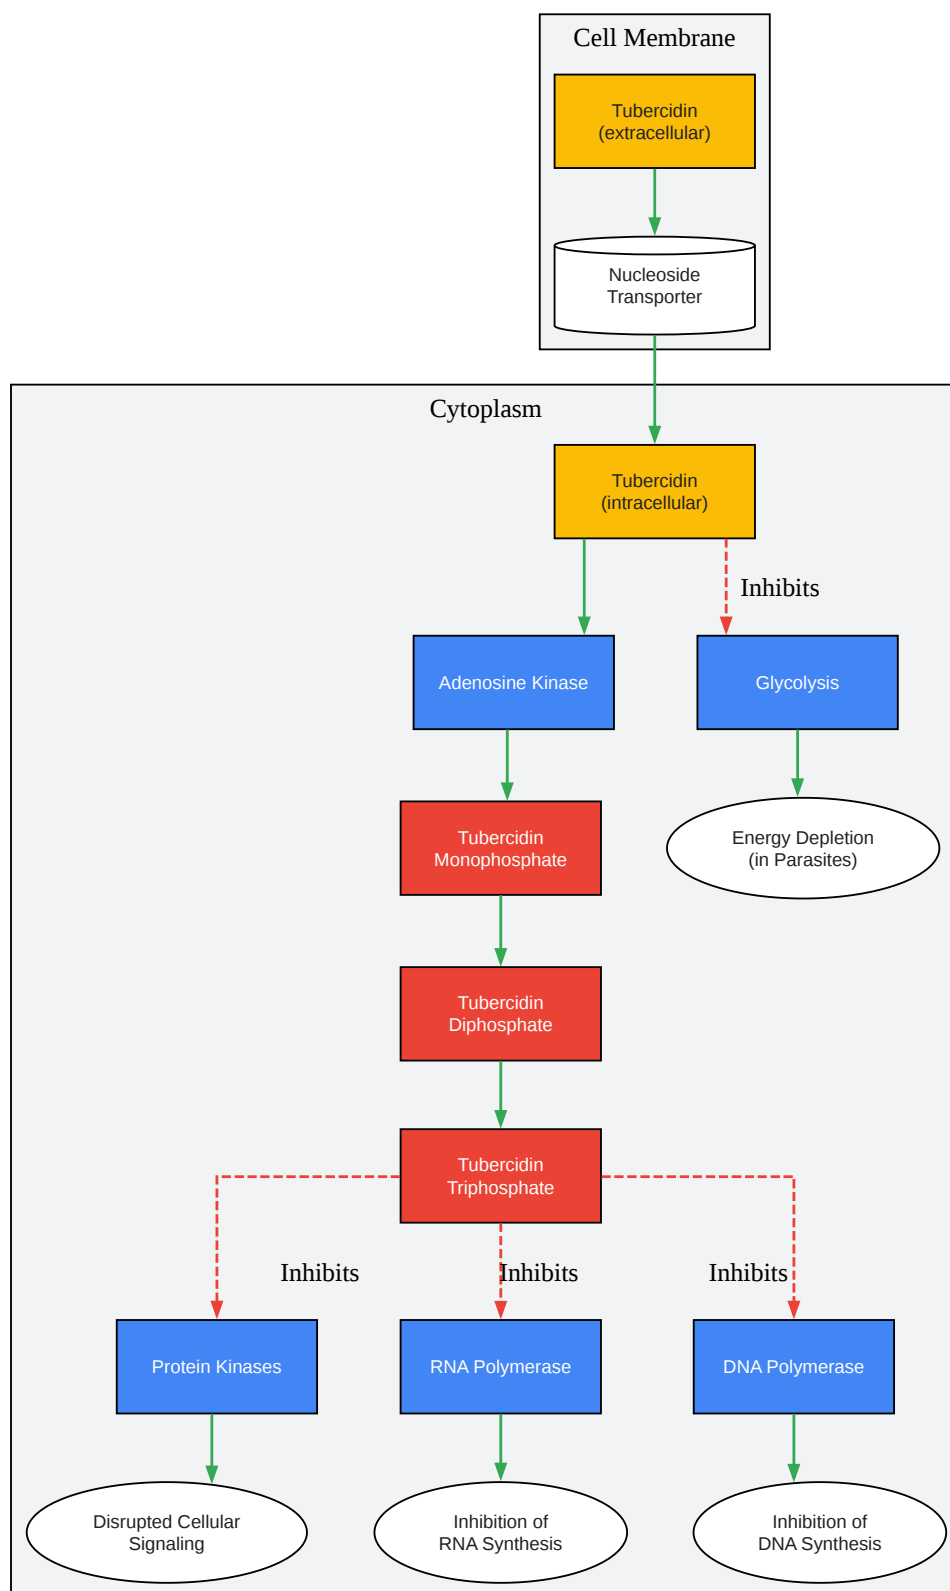 Cell Membrane
Tubercidin
(extracellular)
Nucleoside
Transporter
Cytoplasm
Tubercidin
(intracellular)
Inhibits
Adenosine Kinase
Glycolysis
Tubercidin
Monophosphate
Energy Depletion
(in Parasites)
Tubercidin
Diphosphate
Tubercidin
Triphosphate
Inhibits
Inhibits
Inhibits
Protein Kinases
RNA Polymerase
DNA Polymerase
Disrupted Cellular
Signaling
Inhibition of
RNA Synthesis
Inhibition of
DNA Synthesis